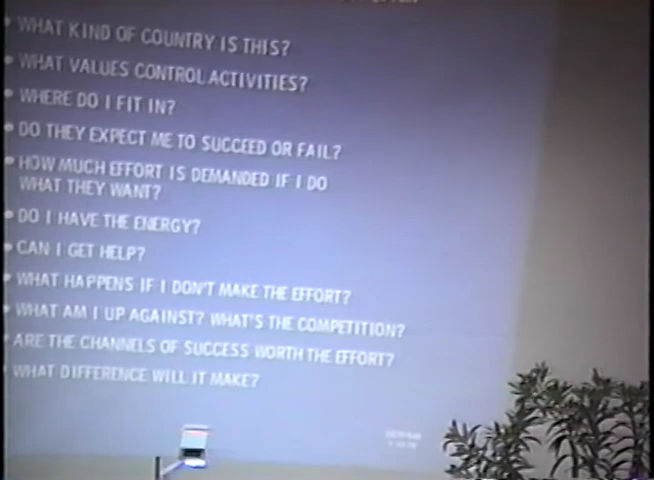 • WHAT KIND OF COUNTRY IS THIS?
• WHAT VALUES CONTROL ACTIVITIES?
• WHERE DO I FIT IN?
• DO THEY EXPECT ME TO SUCCEED OR FAIL?
• HOW MUCH EFFORT IS DEMANDED IF I DO
WHAT THEY WANT?
• DO I HAVE THE ENERGY?
• CAN I GET HELP?
• WHAT HAPPENS IF I DON'T MAKE THE EFFORT?
• WHAT AM I UP AGAINST? WHAT'S THE COMPETITION?
• ARE THE CHANNELS OF SUCCESS WORTH THE EFFORT?
• WHAT DIFFERENCE WILL IT MAKE?